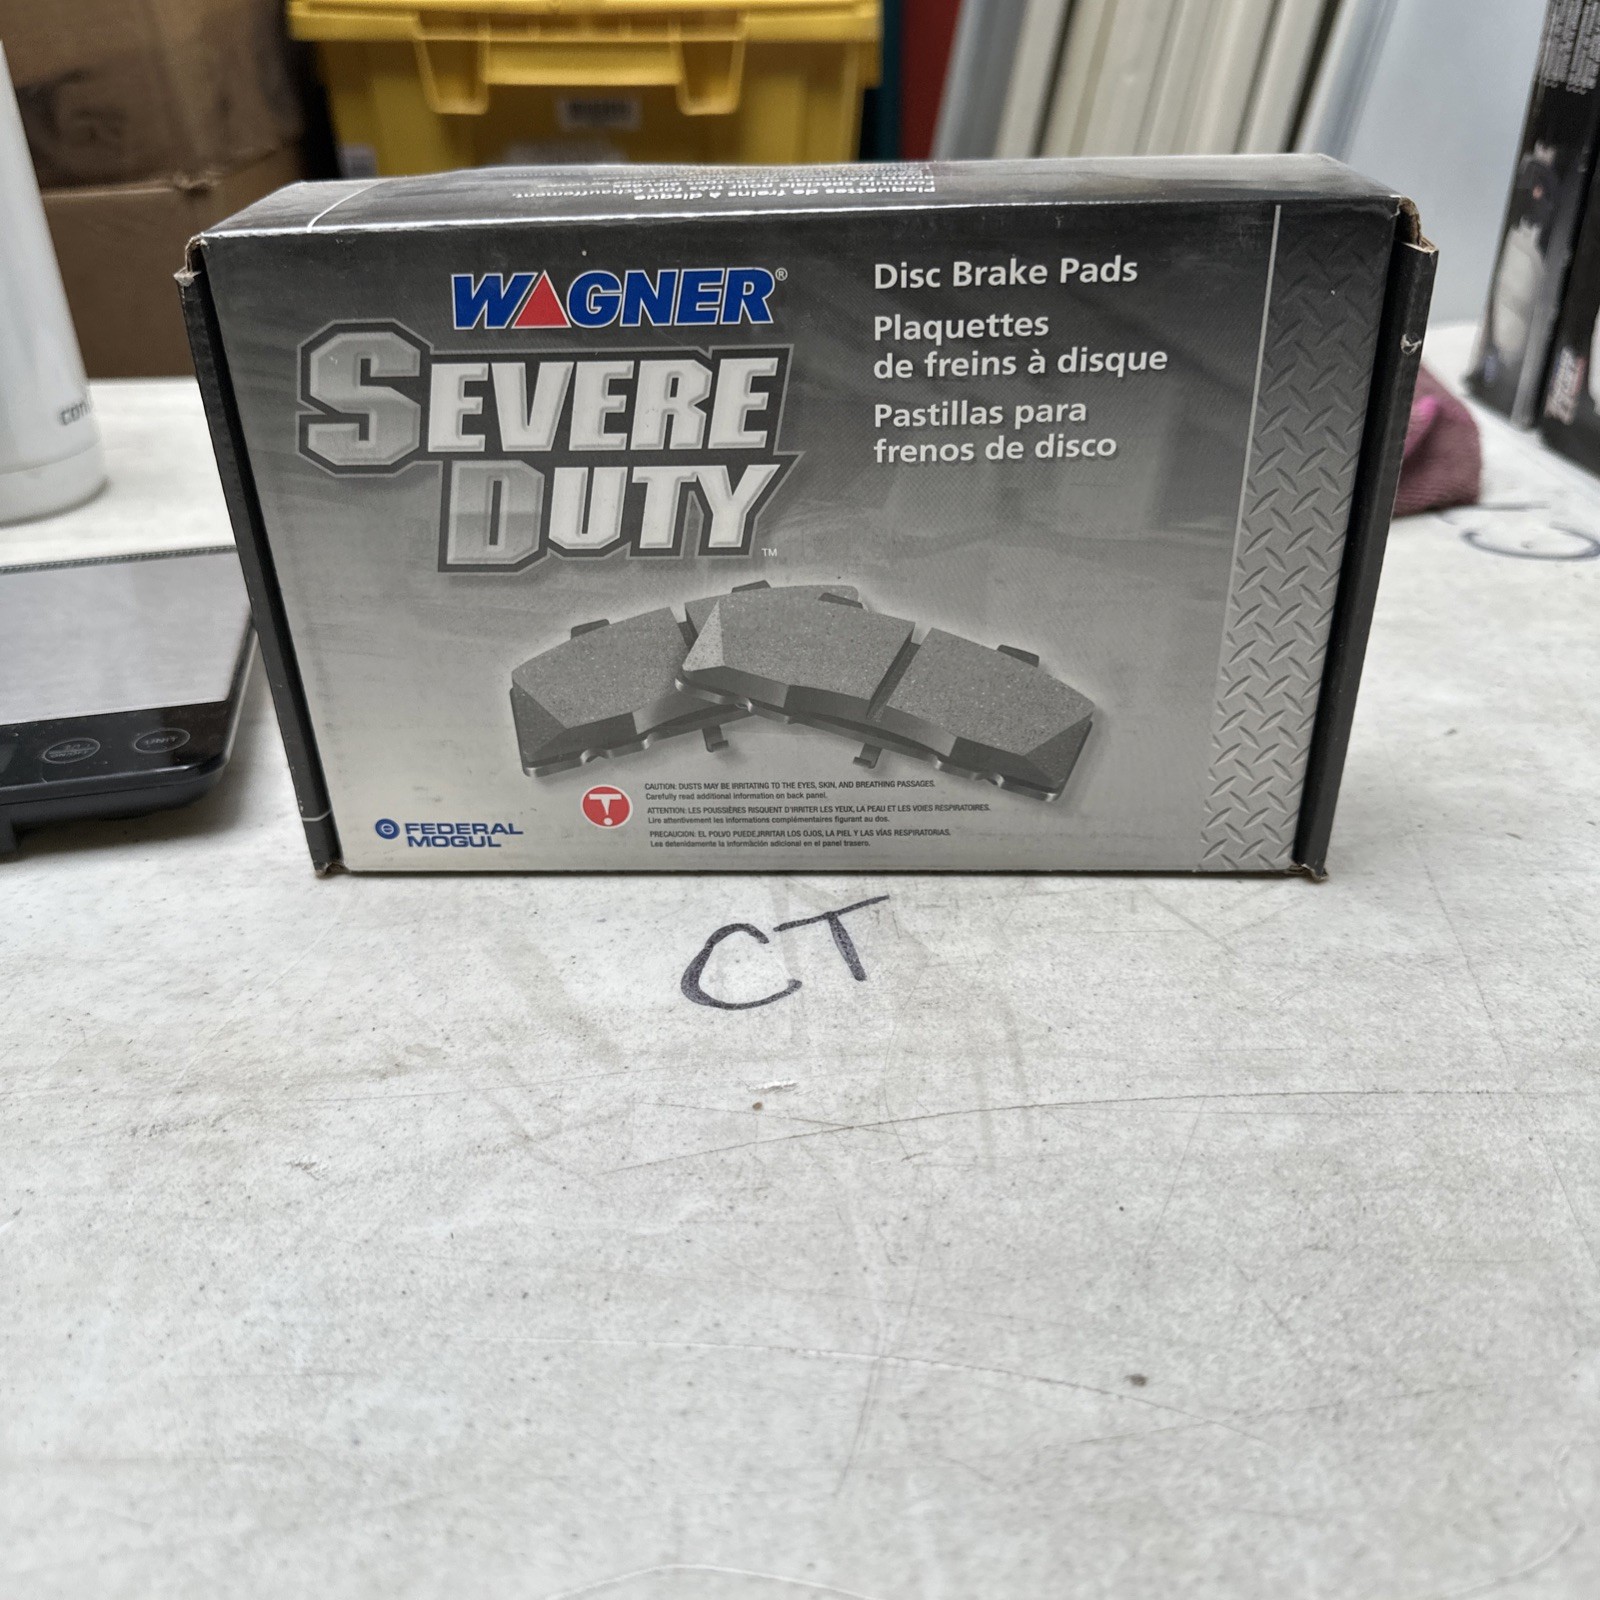 WAGNER®
SEVERE
DUTY™
Disc Brake Pads
Plaquettes
de freins à disque
Pastillas para
frenos de disco
CAUTION: DUSTS MAY BE IRRITATING TO THE EYES, SKIN, AND BREATHING PASSAGES.
Carefully read additional information on back panel.
ATTENTION: LES POUSSIÈRES RISQUENT D'IRRITER LES YEUX, LA PEAU ET LES VOIES RESPIRATOIRES.
Lire attentivement les informations complémentaires figurant au dos.
PRECAUCION: EL POLVO PUEDE IRRITAR LOS OJOS, LA PIEL Y LAS VÍAS RESPIRATORIAS.
Lea detenidamente la información adicional en el panel trasero.
FEDERAL
MOGUL
UNIT
CT